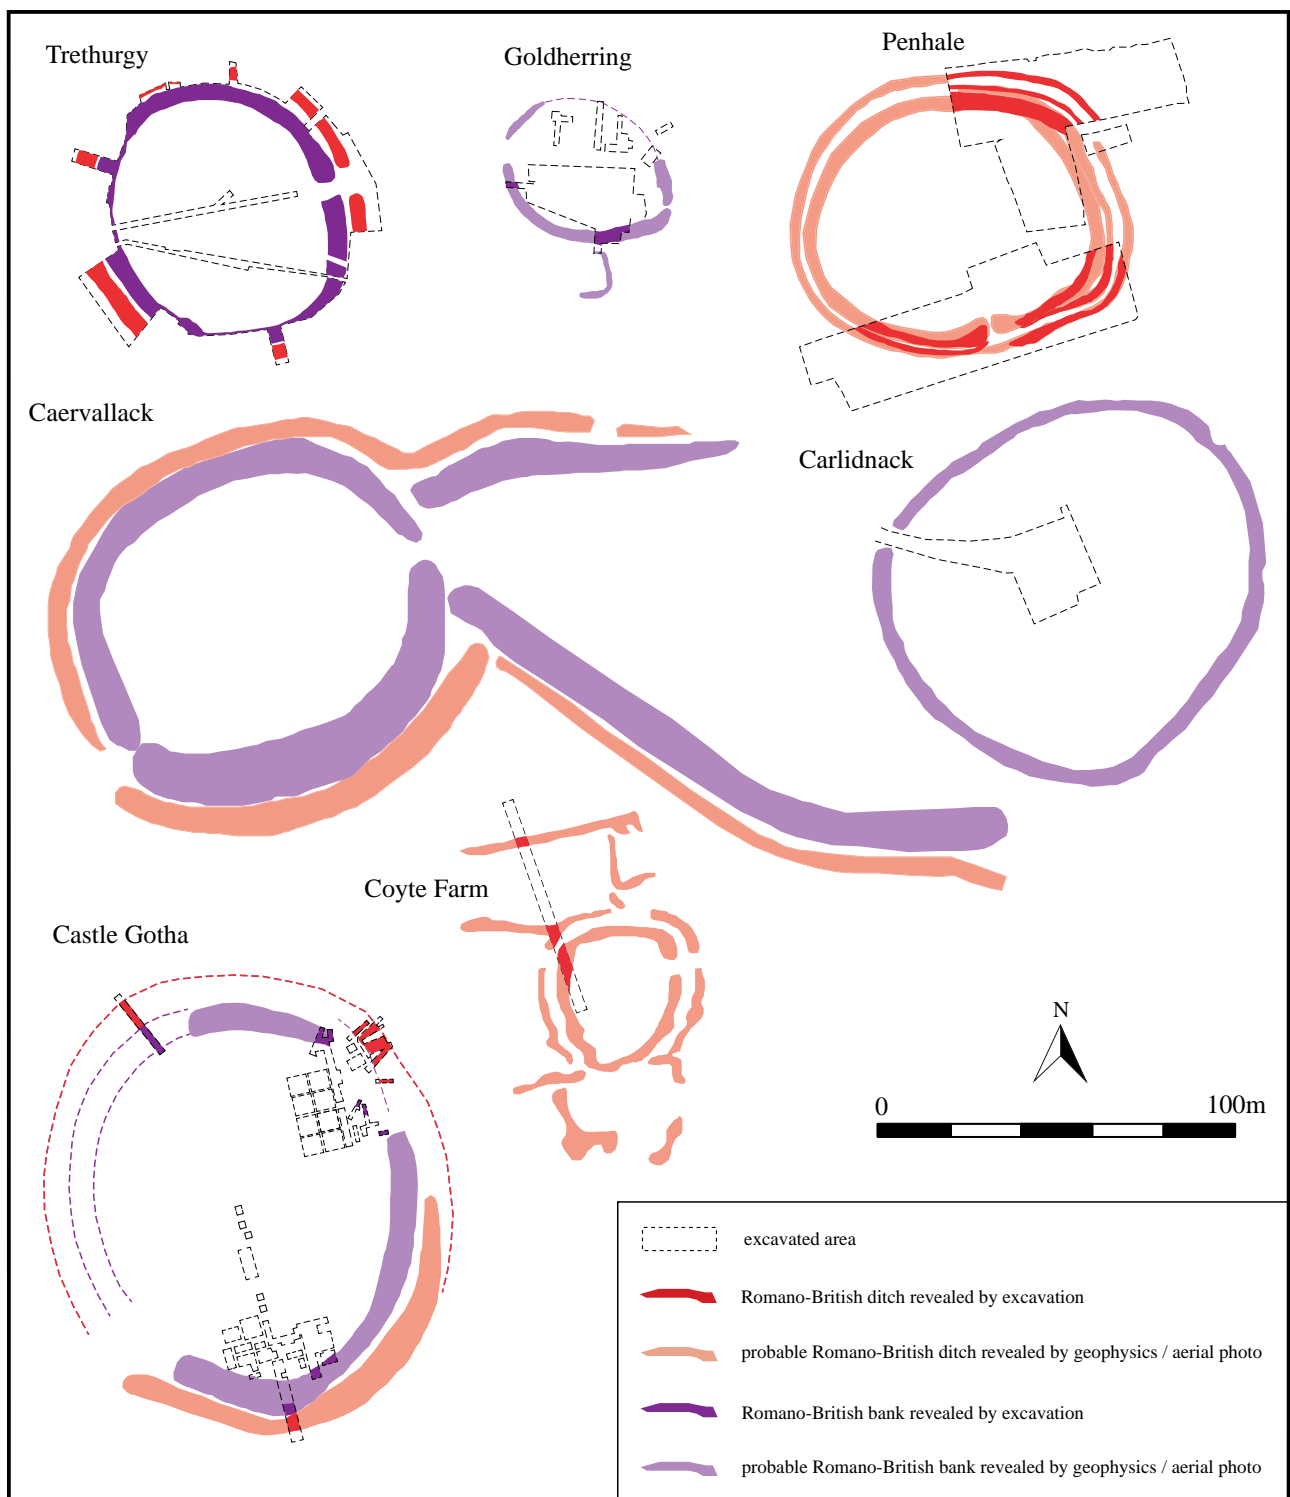 Trethurgy
Goldherring
Penhale
Caervallack
Carlidnack
Coyte Farm
Castle Gotha
N
0
100m
excavated area
Romano-British ditch revealed by excavation
probable Romano-British ditch revealed by geophysics / aerial photo
Romano-British bank revealed by excavation
probable Romano-British bank revealed by geophysics / aerial photo